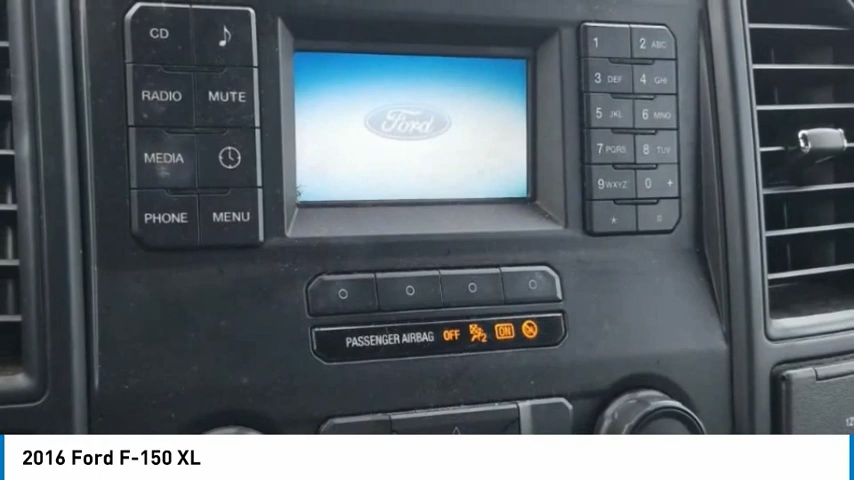 CD
RADIO MUTE
MEDIA
PHONE MENU
Ford
1 2 ABC
3 DEF 4 GHI
5 JKL 6 MNO
7 PQRS 8 TUV
9 WXYZ 0 +
*
PASSENGER AIRBAG OFF 2 ON
2016 Ford F-150 XL